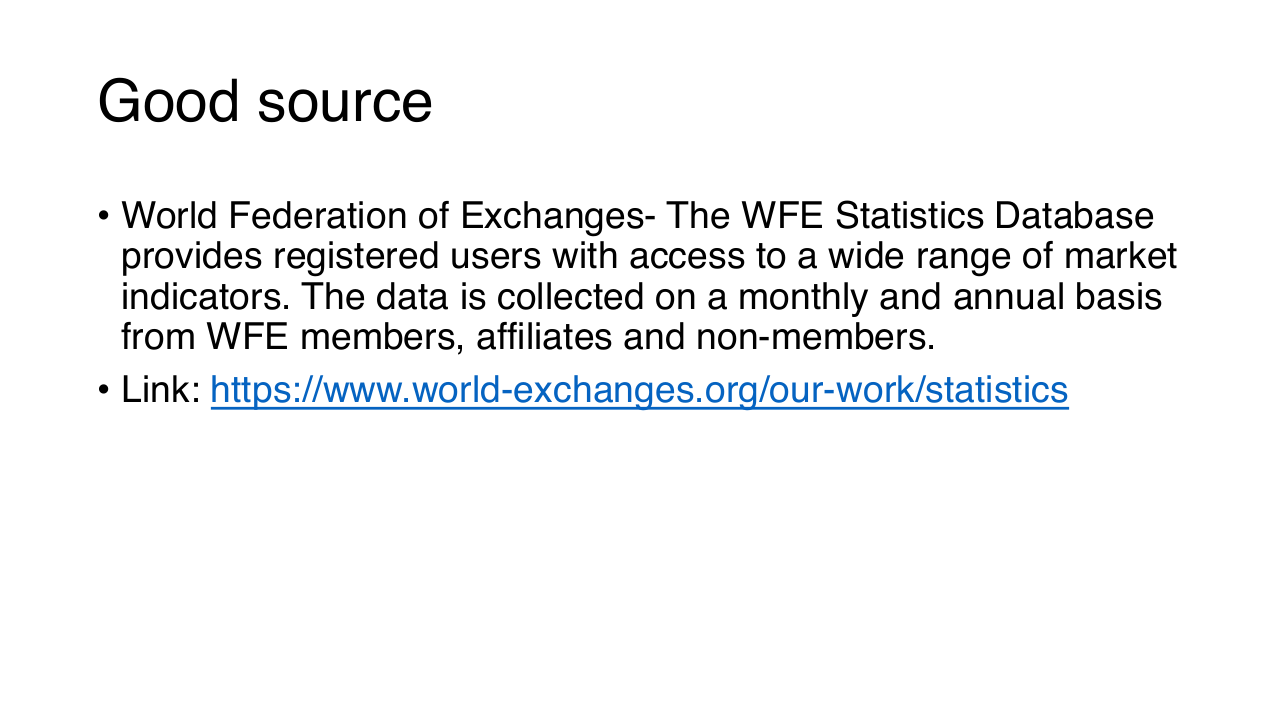 Good source
• World Federation of Exchanges- The WFE Statistics Database
provides registered users with access to a wide range of market
indicators. The data is collected on a monthly and annual basis
from WFE members, affiliates and non-members.
• Link: https://www.world-exchanges.org/our-work/statistics